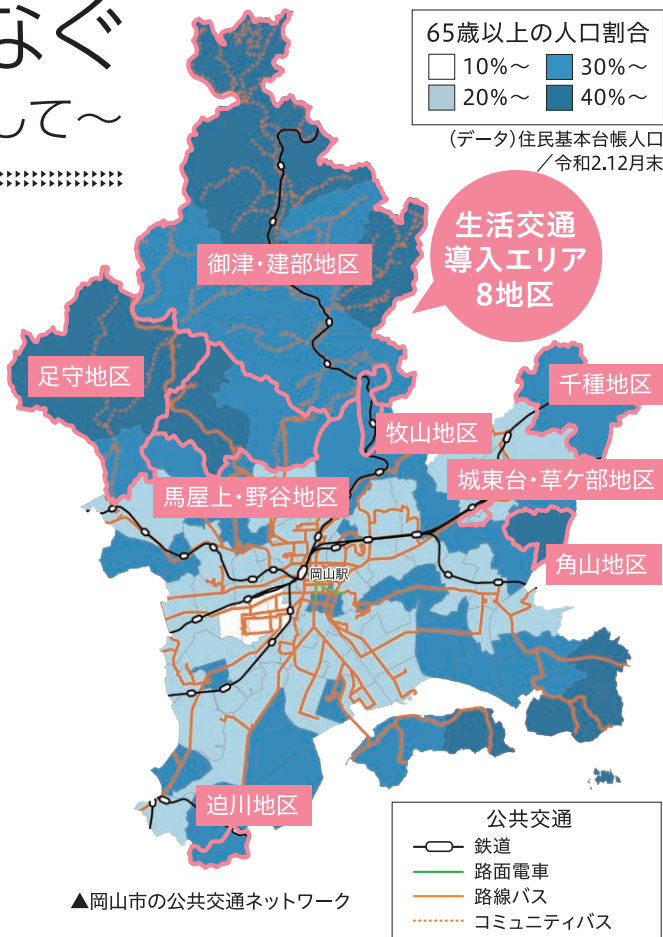 なぐ
して～
65歳以上の人口割合
10%～ 30%～
20%～ 40%～
(データ)住民基本台帳人口
／令和2.12月末
生活交通
導入エリア
8地区
御津・建部地区
足守地区
千種地区
牧山地区
城東台・草ケ部地区
馬屋上・野谷地区
角山地区
岡山駅
迫川地区
公共交通
鉄道
路面電車
路線バス
コミュニティバス
▲岡山市の公共交通ネットワーク